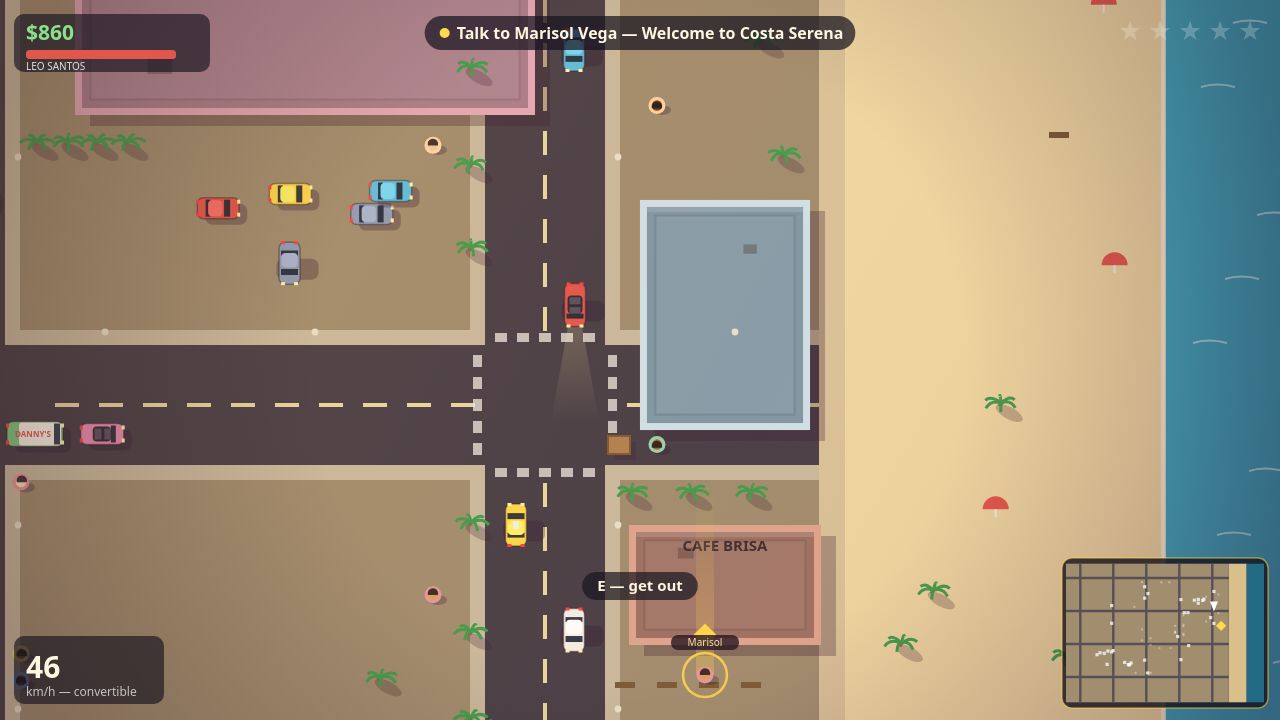 $860
LEO SANTOS
Talk to Marisol Vega — Welcome to Costa Serena
DANNY'S
CAFE BRISA
E — get out
Marisol
46
km/h — convertible